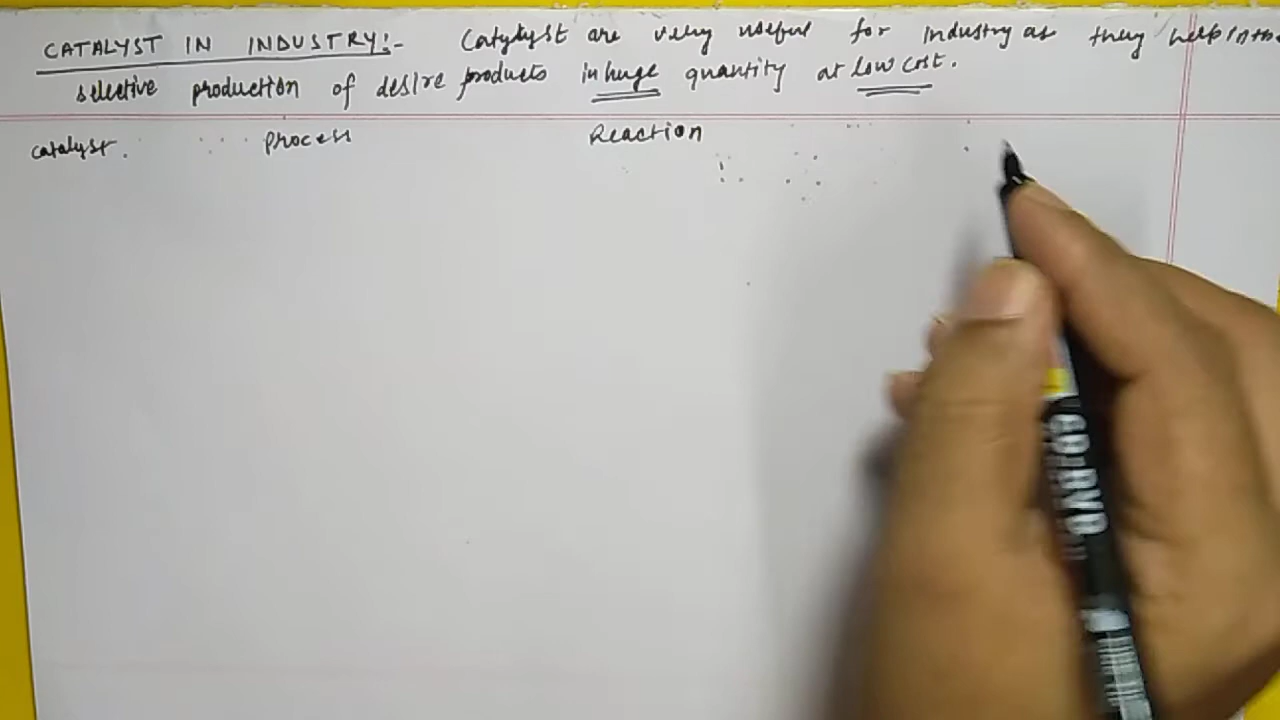 CATALYST IN INDUSTRY:- Catylyst are very useful for industry as they help in the
selective production of desire products in huge quantity at low cost.
catalyst. Process Reaction